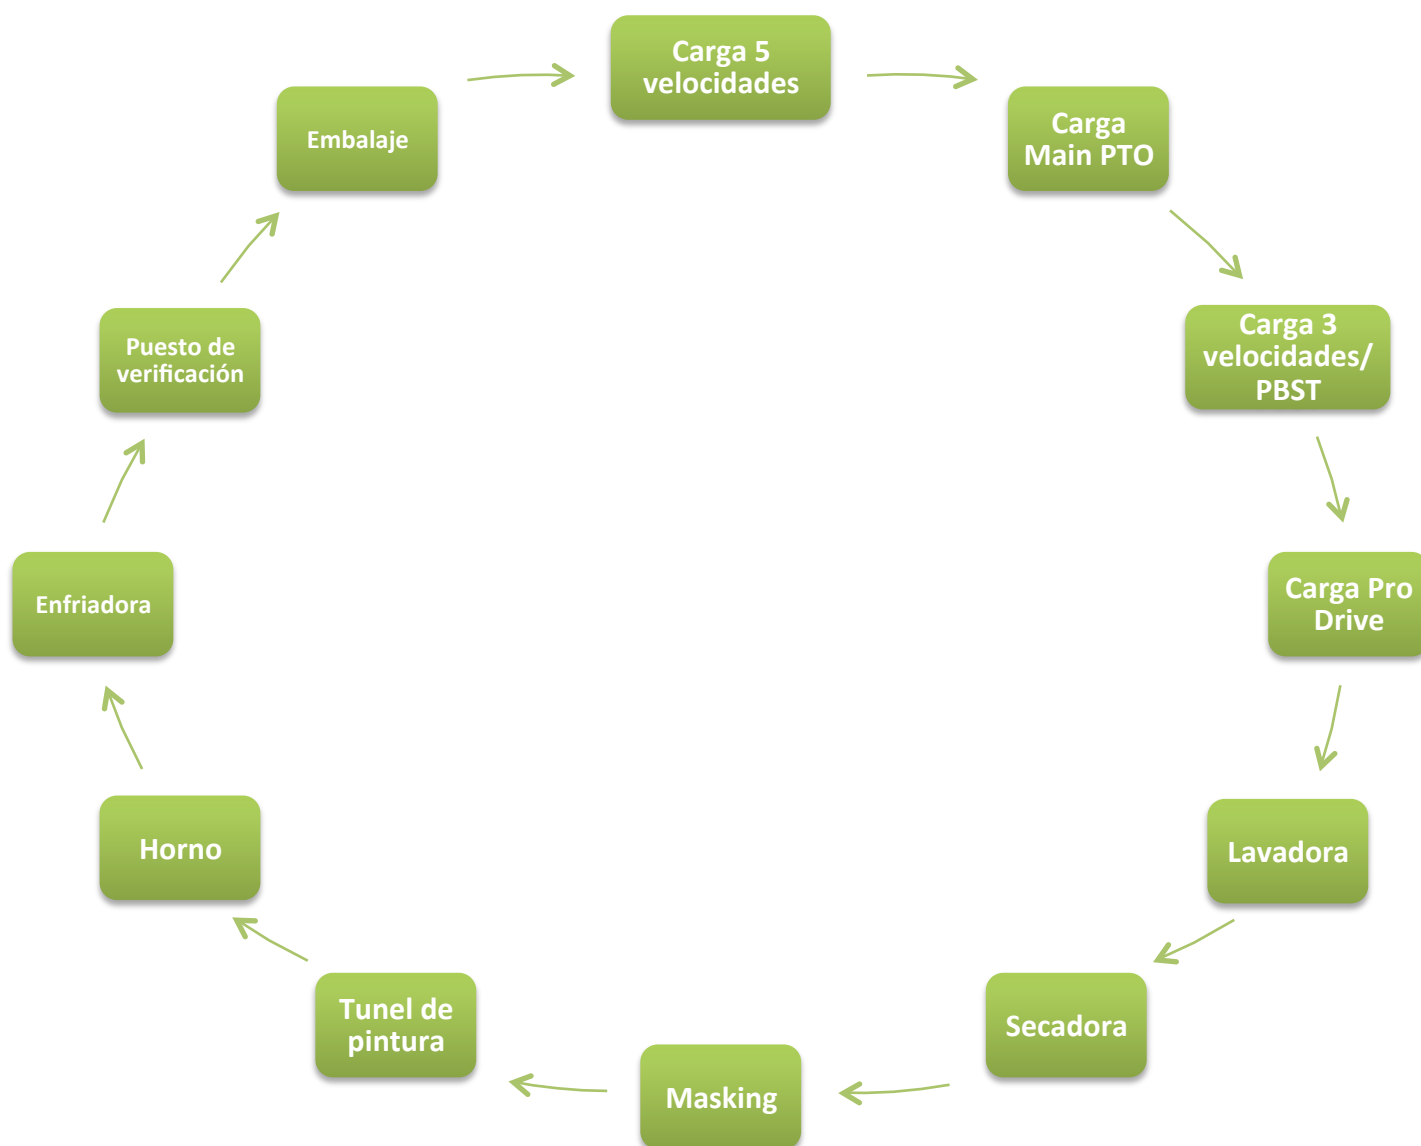 Carga 5
velocidades
Carga
Main PTO
Carga 3
velocidades/
PBST
Carga Pro
Drive
Lavadora
Secadora
Masking
Tunel de
pintura
Horno
Enfriadora
Puesto de
verificación
Embalaje